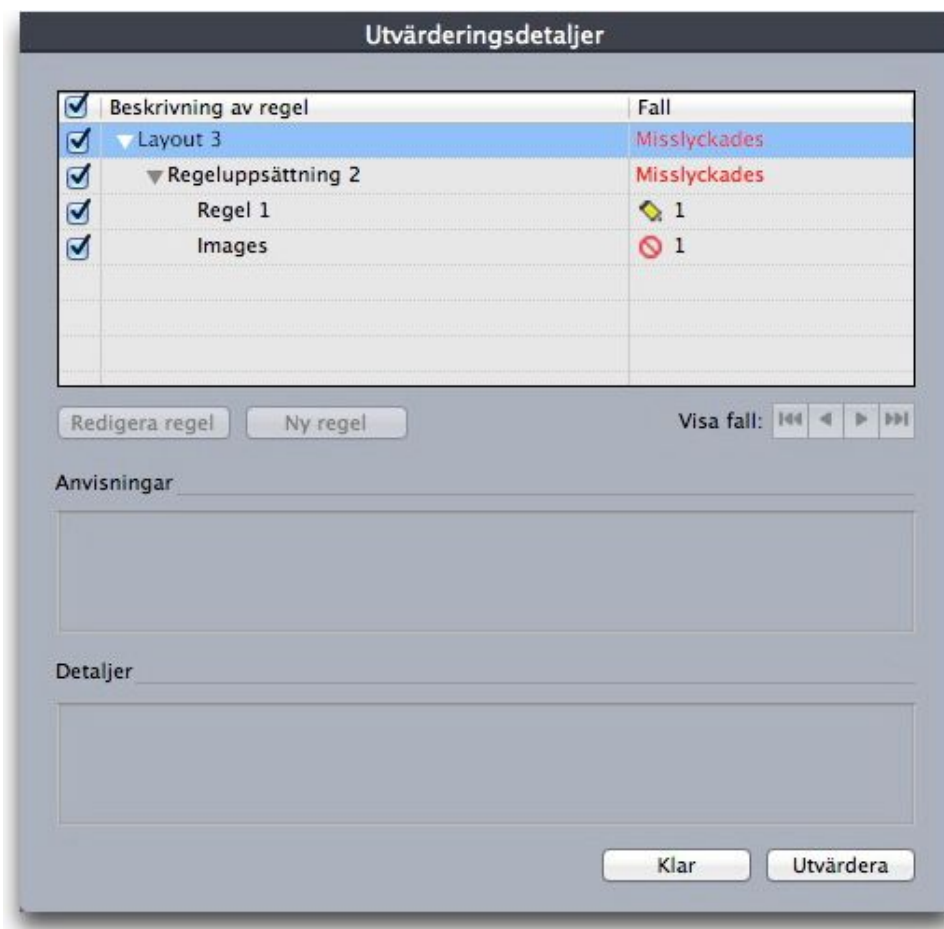 Utvärderingsdetaljer
Beskrivning av regel Fall
Layout 3 Misslyckades
Regeluppsättning 2 Misslyckades
Regel 1 1
Images 1
Redigera regel Ny regel Visa fall:
Anvisningar
Detaljer
Klar Utvärdera